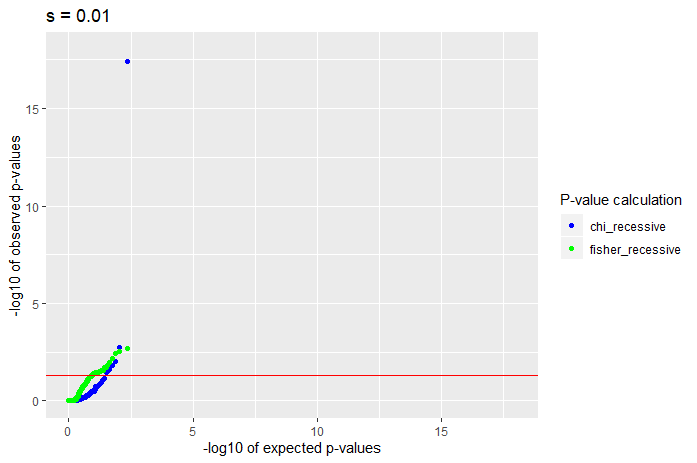 s = 0.01
-log10 of observed p-values
15
10
5
0
0
5
10
15
-log10 of expected p-values
P-value calculation
chi_recessive
fisher_recessive